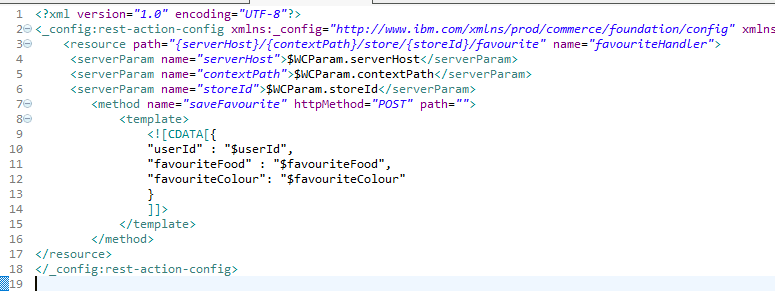 1 <?xml version="1.0" encoding="UTF-8"?>
2 <_config:rest-action-config xmlns:_config="http://www.ibm.com/xmlns/prod/commerce/foundation/config" xmlns
3 <resource path="{serverHost}/{contextPath}/store/{storeId}/favourite" name="favouriteHandler">
4 <serverParam name="serverHost">$WCParam.serverHost</serverParam>
5 <serverParam name="contextPath">$WCParam.contextPath</serverParam>
6 <serverParam name="storeId">$WCParam.storeId</serverParam>
7 <method name="saveFavourite" httpMethod="POST" path="">
8 <template>
9 <![CDATA[{
10 "userId" : "$userId",
11 "favouriteFood" : "$favouriteFood",
12 "favouriteColour": "$favouriteColour"
13 }
14 ]]>
15 </template>
16 </method>
17 </resource>
18 </_config:rest-action-config>
19